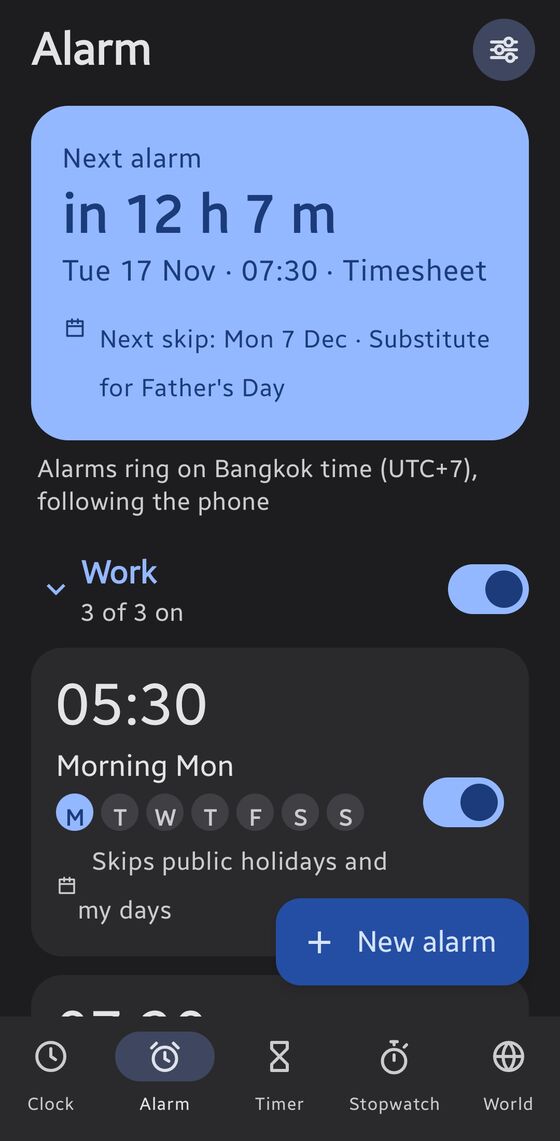 Alarm
Next alarm
in 12 h 7 m
Tue 17 Nov · 07:30 · Timesheet
Next skip: Mon 7 Dec · Substitute
for Father's Day
Alarms ring on Bangkok time (UTC+7),
following the phone
Work
3 of 3 on
05:30
Morning Mon
M T W T F S S
Skips public holidays and
my days
+ New alarm
Clock Alarm Timer Stopwatch World